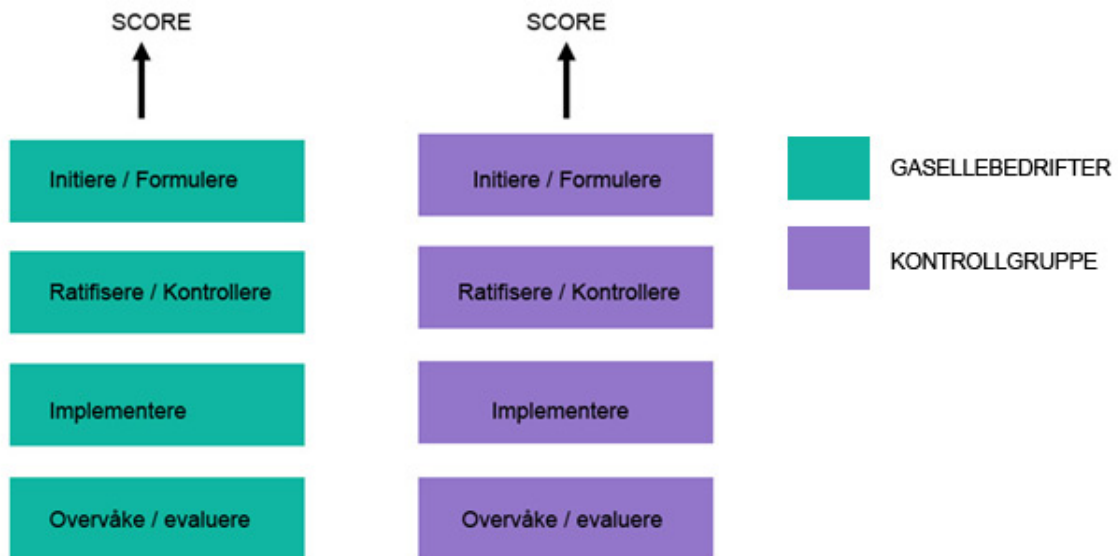 SCORE
Initiere / Formulere
Ratifisere / Kontrollere
Implementere
Overvåke / evaluere
SCORE
Initiere / Formulere
Ratifisere / Kontrollere
Implementere
Overvåke / evaluere
GASELLEBEDRIFTER
KONTROLLGRUPPE